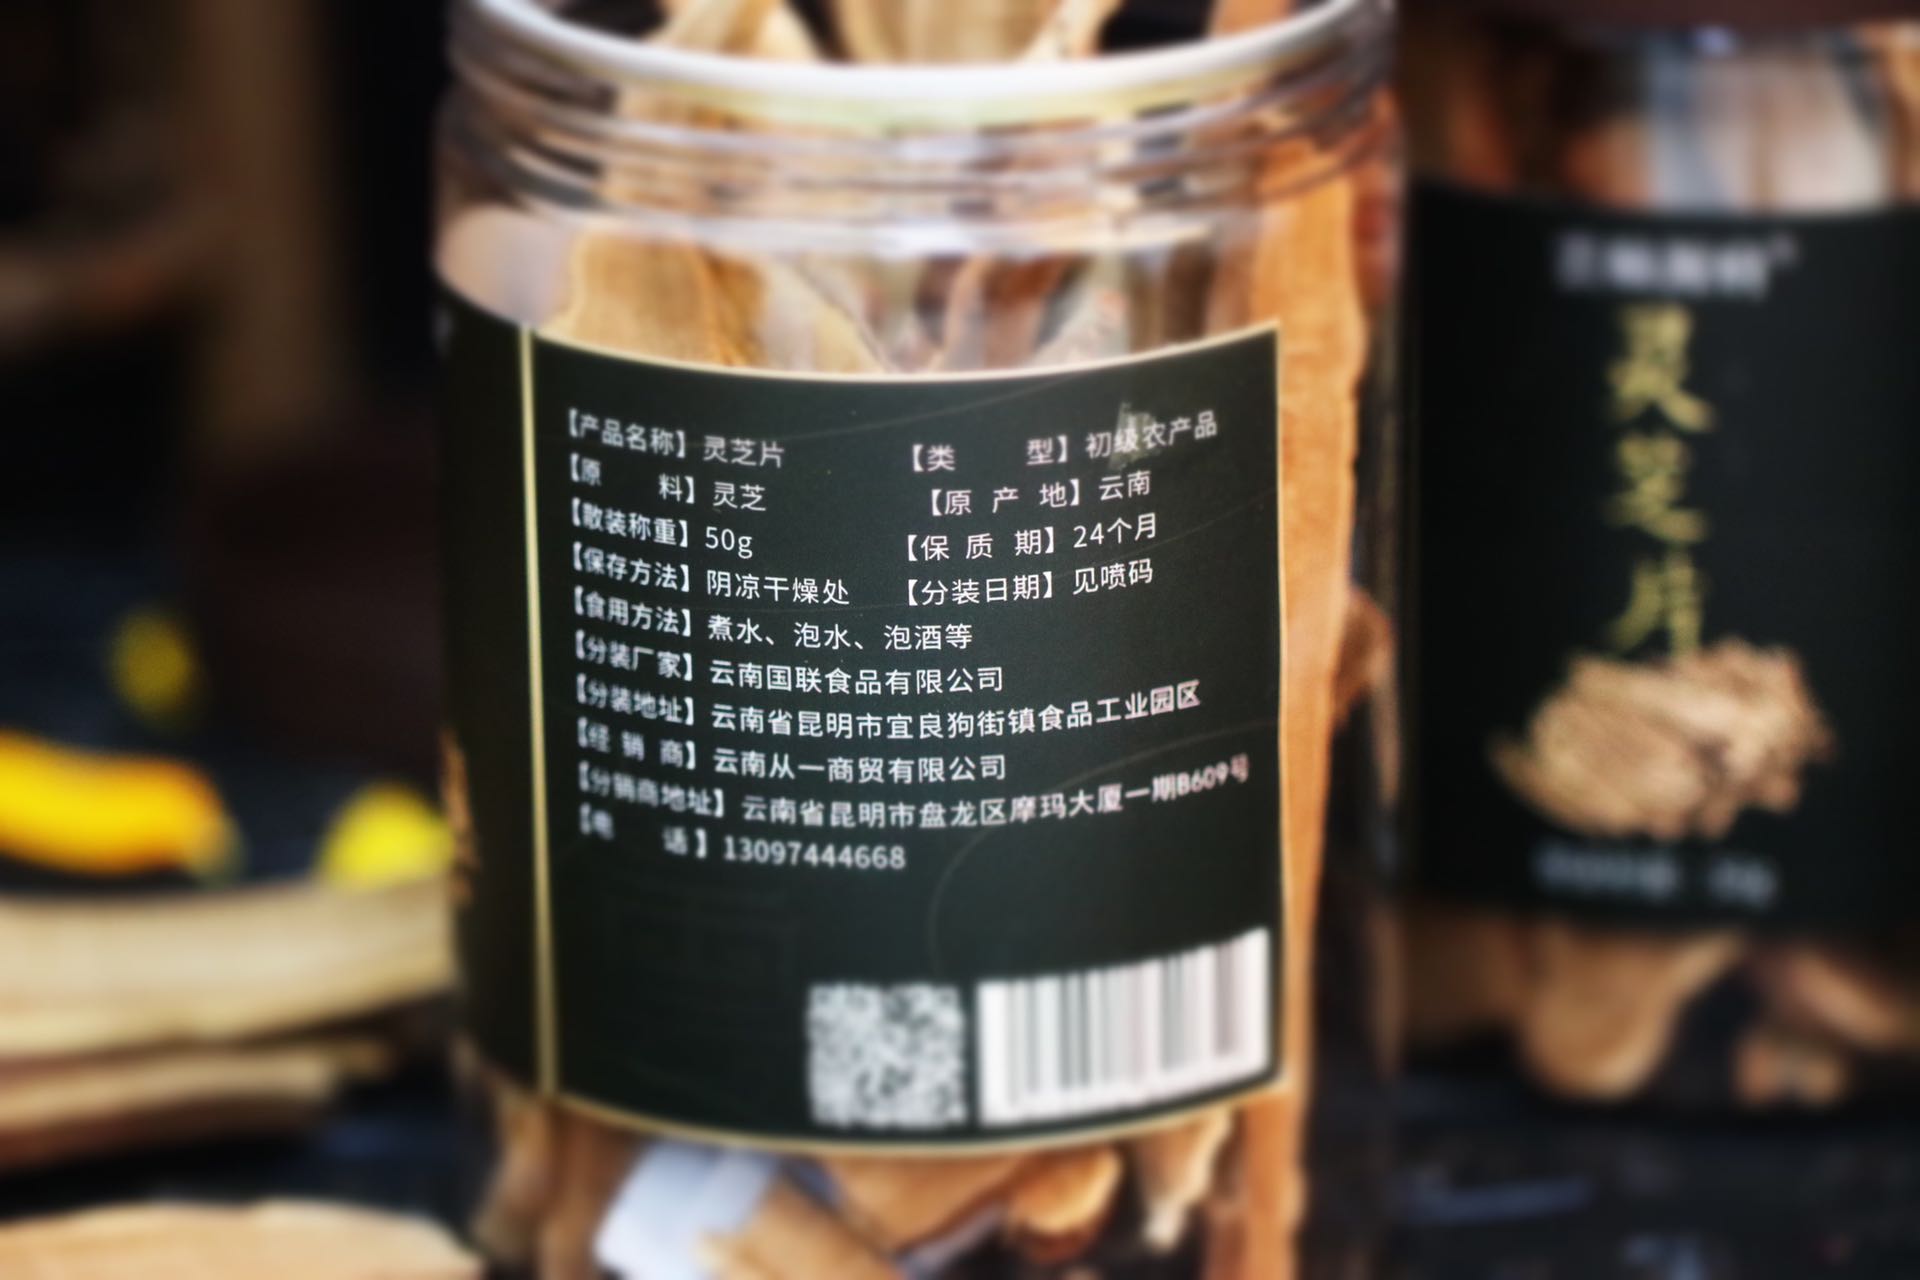 【产品名称】灵芝片 【类 型】初级农产品
【原 料】灵芝 【原 产 地】云南
【散装称重】50g 【保 质 期】24个月
【保存方法】阴凉干燥处 【分装日期】见喷码
【食用方法】煮水、泡水、泡酒等
【分装厂家】云南国联食品有限公司
【分装地址】云南省昆明市宜良狗街镇食品工业园区
【经 销 商】云南从一商贸有限公司
【分销商地址】云南省昆明市盘龙区摩玛大厦一期B609号
【电 话】13097444668
灵芝片